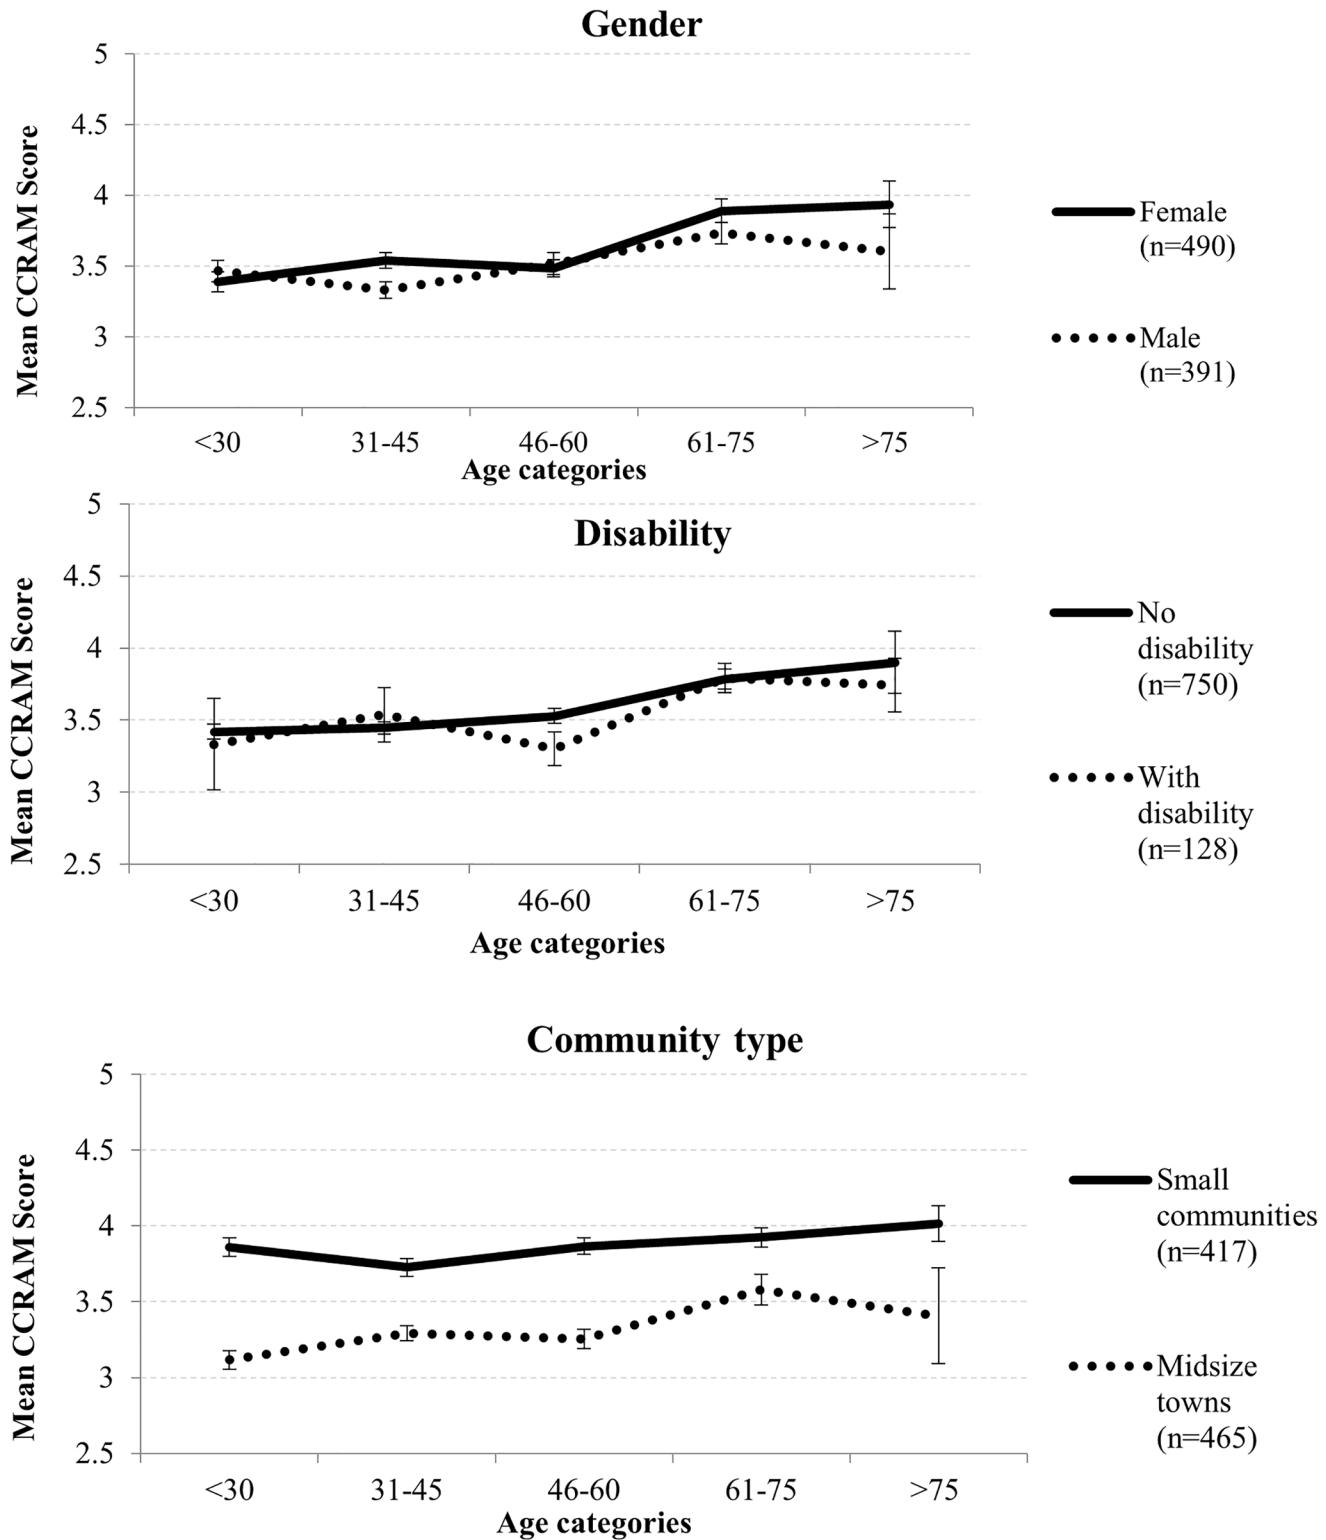 Gender
5
4.5
4
3.5
3
2.5
Mean CCRAM Score
<30 31-45 46-60 61-75 >75
Age categories
Female
(n=490)
Male
(n=391)
Disability
5
4.5
4
3.5
3
2.5
Mean CCRAM Score
<30 31-45 46-60 61-75 >75
Age categories
No
disability
(n=750)
With
disability
(n=128)
Community type
5
4.5
4
3.5
3
2.5
Mean CCRAM Score
<30 31-45 46-60 61-75 >75
Age categories
Small
communities
(n=417)
Midsize
towns
(n=465)